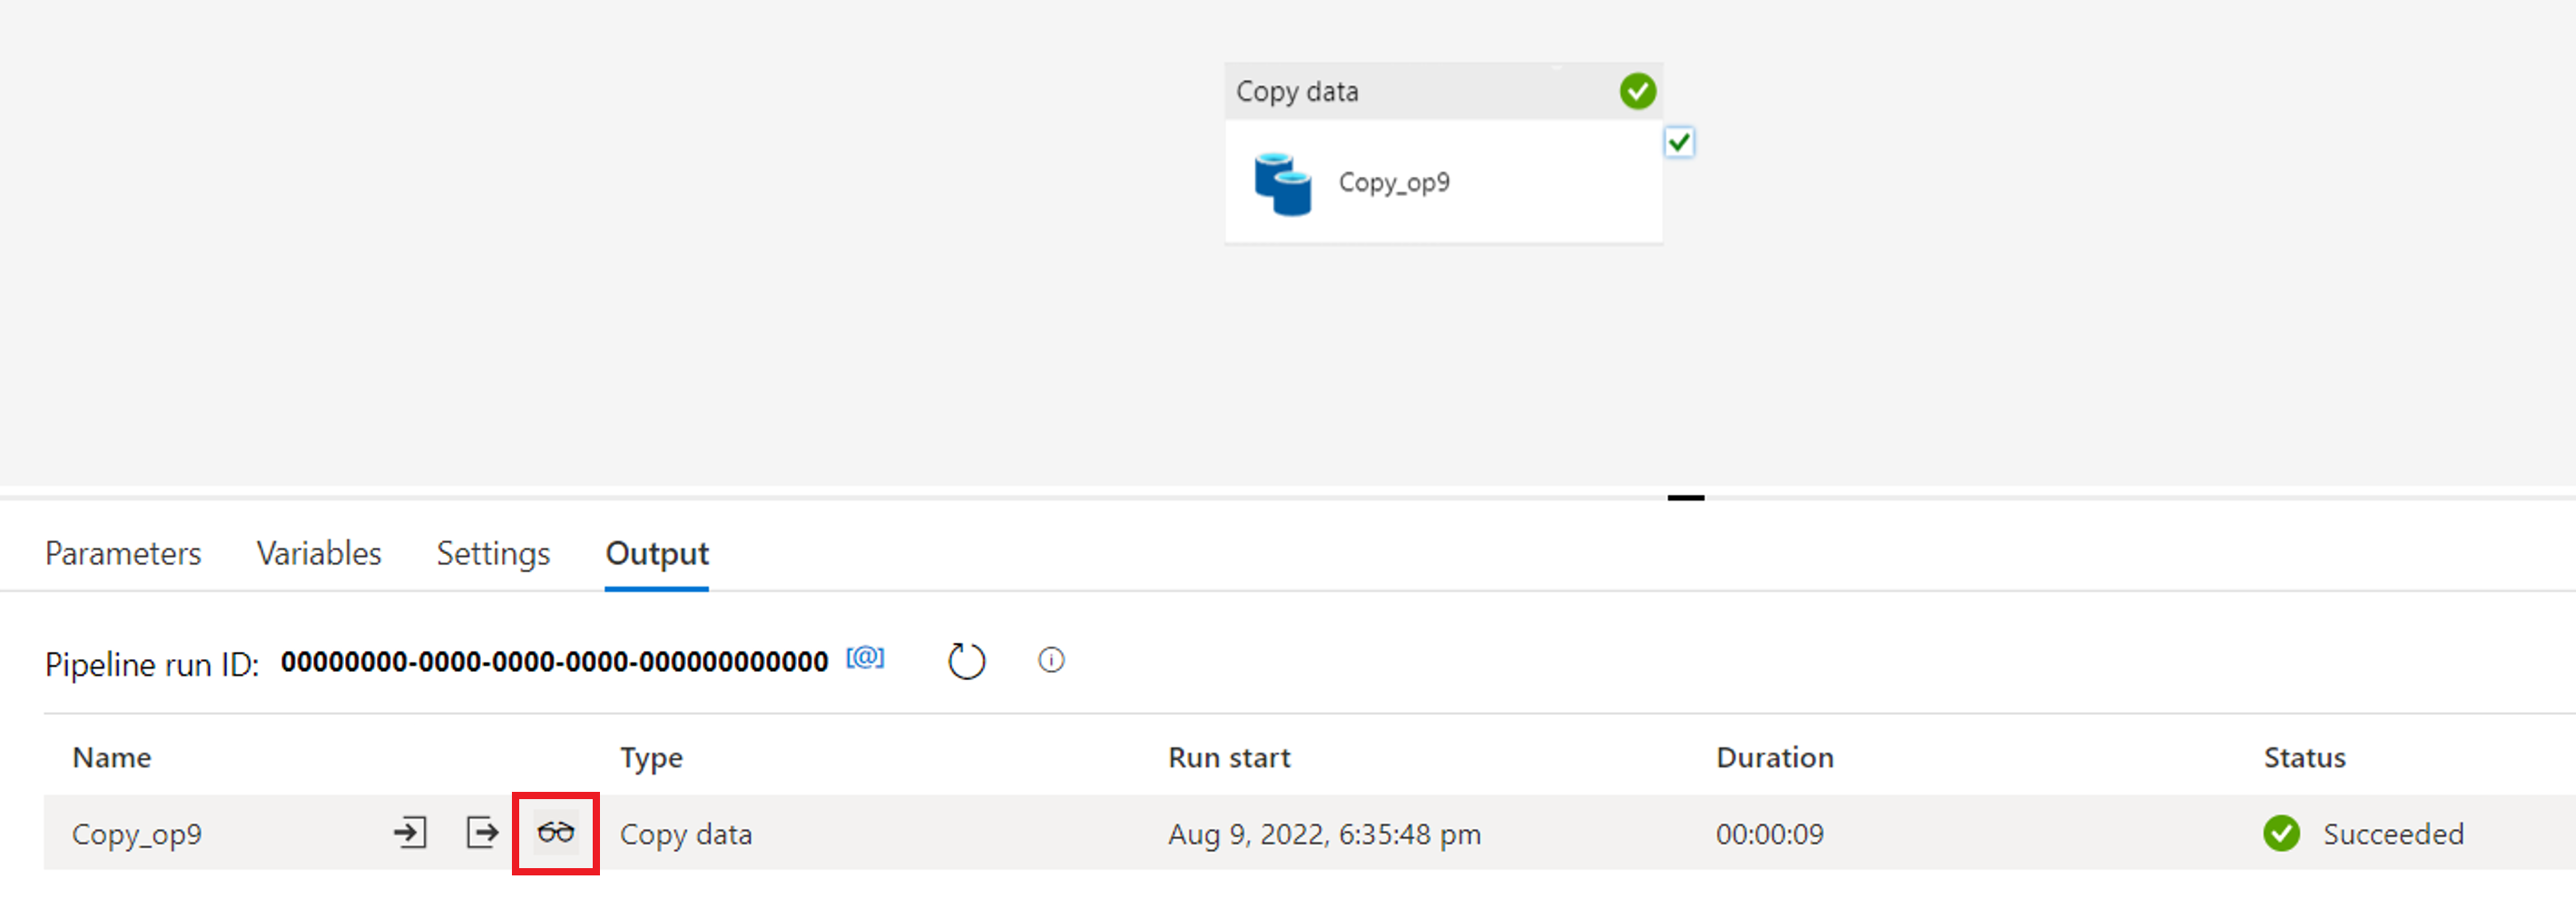 Copy data
Copy_op9
Parameters Variables Settings Output
Pipeline run ID: 00000000-0000-0000-0000-000000000000 [@]
Name Type Run start Duration Status
Copy_op9 Copy data Aug 9, 2022, 6:35:48 pm 00:00:09 Succeeded